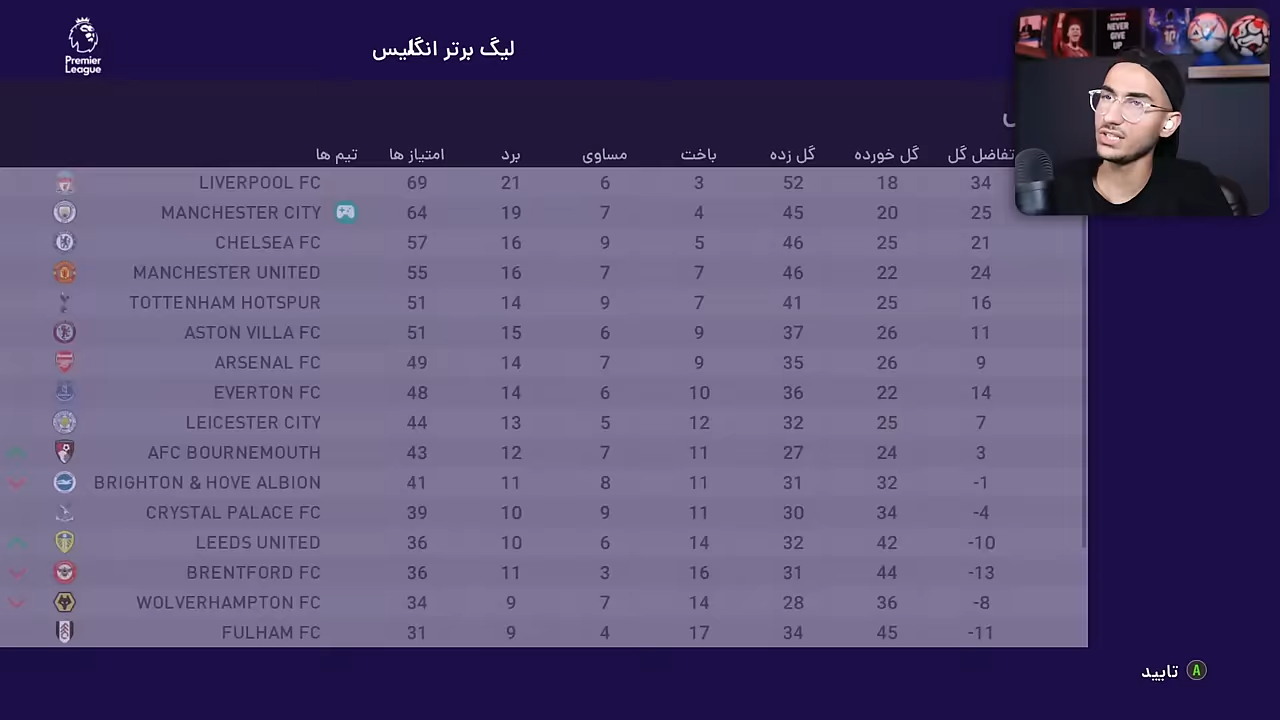 Premier
League
لیگ برتر انگلیس
NEVER
GIVE
UP
تیم ها امتیاز ها برد مساوی باخت گل زده گل خورده تفاضل گل
LIVERPOOL FC 69 21 6 3 52 18 34
MANCHESTER CITY 64 19 7 4 45 20 25
CHELSEA FC 57 16 9 5 46 25 21
MANCHESTER UNITED 55 16 7 7 46 22 24
TOTTENHAM HOTSPUR 51 14 9 7 41 25 16
ASTON VILLA FC 51 15 6 9 37 26 11
ARSENAL FC 49 14 7 9 35 26 9
EVERTON FC 48 14 6 10 36 22 14
LEICESTER CITY 44 13 5 12 32 25 7
AFC BOURNEMOUTH 43 12 7 11 27 24 3
BRIGHTON & HOVE ALBION 41 11 8 11 31 32 -1
CRYSTAL PALACE FC 39 10 9 11 30 34 -4
LEEDS UNITED 36 10 6 14 32 42 -10
BRENTFORD FC 36 11 3 16 31 44 -13
WOLVERHAMPTON FC 34 9 7 14 28 36 -8
FULHAM FC 31 9 4 17 34 45 -11
تایید A